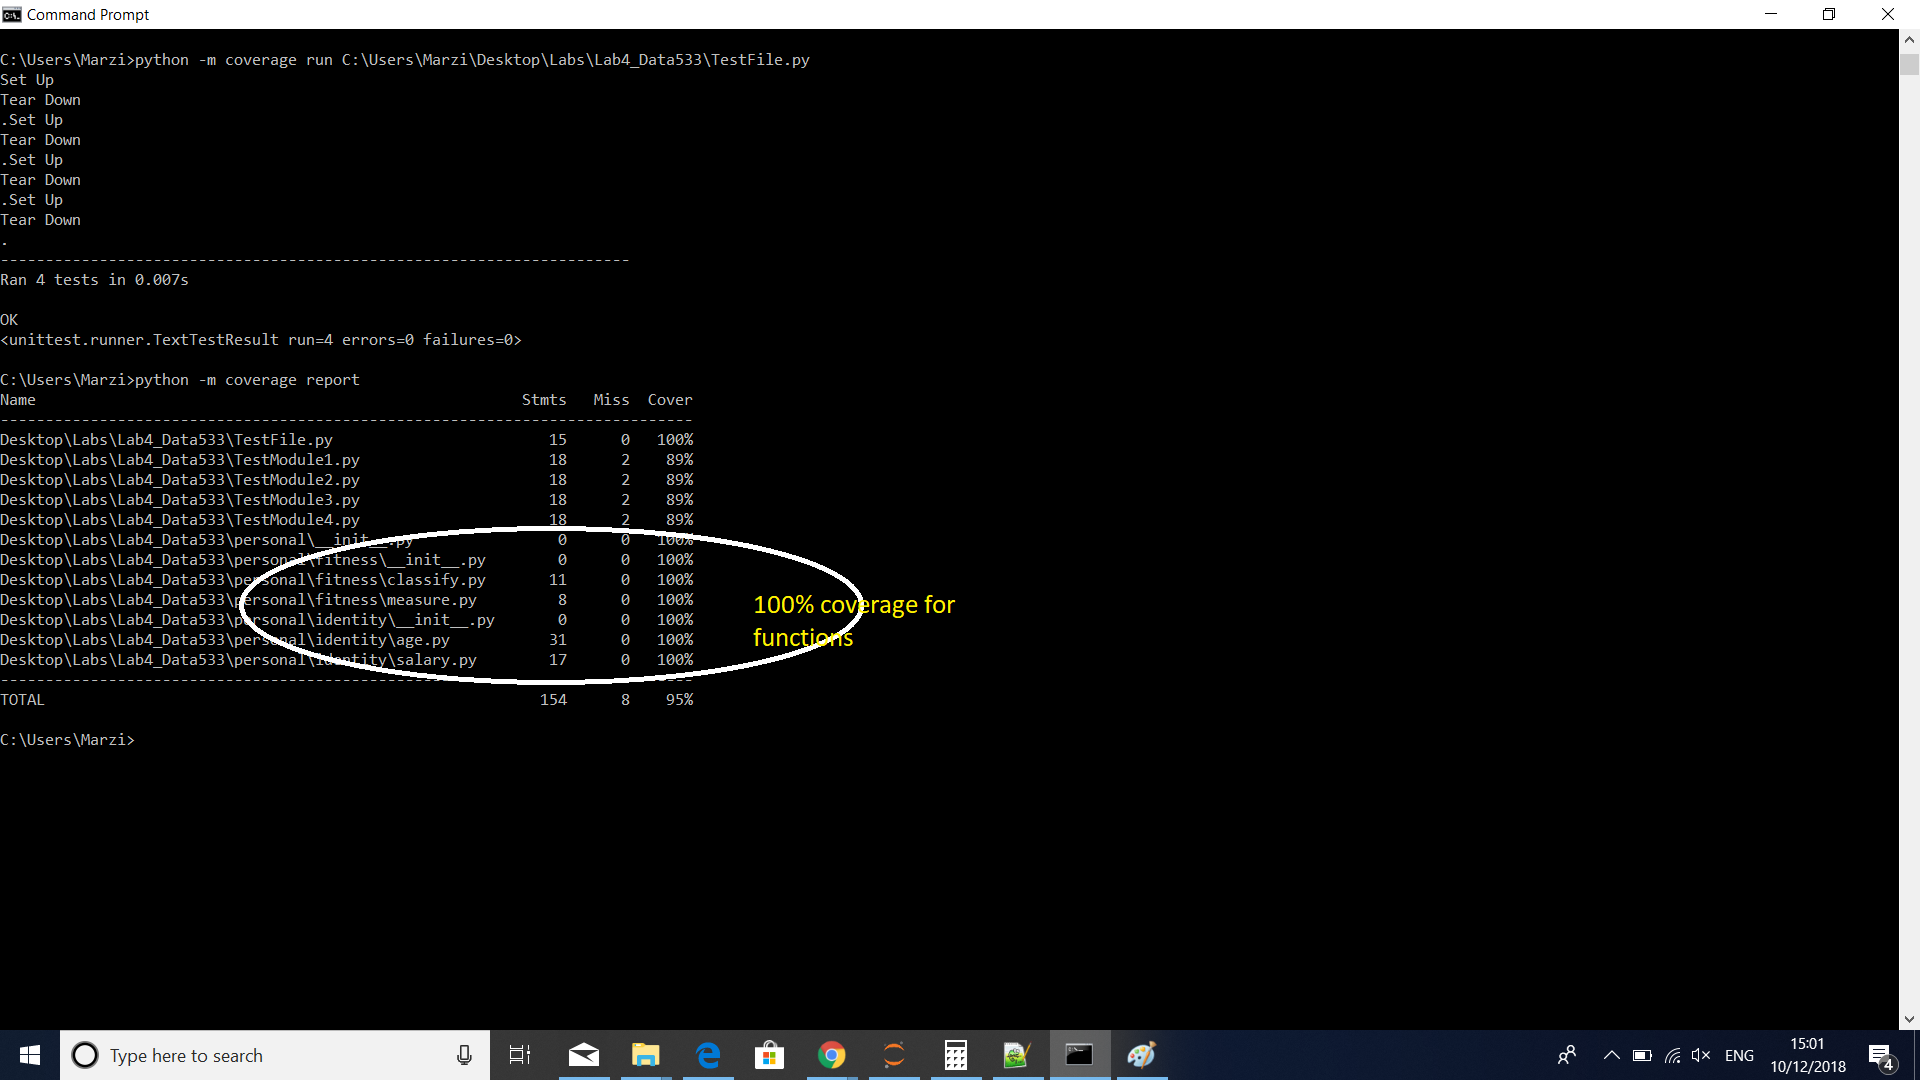 Command Prompt
C:\Users\Marzi>python -m coverage run C:\Users\Marzi\Desktop\Labs\Lab4_Data533\TestFile.py
Set Up
Tear Down
.Set Up
Tear Down
.Set Up
Tear Down
.Set Up
Tear Down
.
----------------------------------------------------------------------
Ran 4 tests in 0.007s
OK
<unittest.runner.TextTestResult run=4 errors=0 failures=0>
C:\Users\Marzi>python -m coverage report
Name Stmts Miss Cover
-----------------------------------------------------------------------------
Desktop\Labs\Lab4_Data533\TestFile.py 15 0 100%
Desktop\Labs\Lab4_Data533\TestModule1.py 18 2 89%
Desktop\Labs\Lab4_Data533\TestModule2.py 18 2 89%
Desktop\Labs\Lab4_Data533\TestModule3.py 18 2 89%
Desktop\Labs\Lab4_Data533\TestModule4.py 18 2 89%
Desktop\Labs\Lab4_Data533\personal\__init__.py 0 0 100%
Desktop\Labs\Lab4_Data533\personal\fitness\__init__.py 0 0 100%
Desktop\Labs\Lab4_Data533\personal\fitness\classify.py 11 0 100%
Desktop\Labs\Lab4_Data533\personal\fitness\measure.py 8 0 100%
Desktop\Labs\Lab4_Data533\personal\identity\__init__.py 0 0 100%
Desktop\Labs\Lab4_Data533\personal\identity\age.py 31 0 100%
Desktop\Labs\Lab4_Data533\personal\identity\salary.py 17 0 100%
-----------------------------------------------------------------------------
TOTAL 154 8 95%
100% coverage for
functions
C:\Users\Marzi>
Type here to search
ENG
15:01
10/12/2018
4